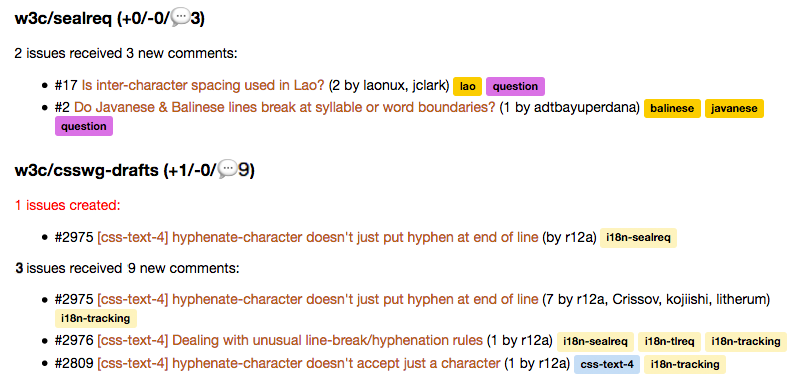 w3c/sealreq (+0/-0/💬3)
2 issues received 3 new comments:
• #17 Is inter-character spacing used in Lao? (2 by laonux, jclark) lao question
• #2 Do Javanese & Balinese lines break at syllable or word boundaries? (1 by adtbayuperdana) balinese javanese
question
w3c/csswg-drafts (+1/-0/💬9)
1 issues created:
• #2975 [css-text-4] hyphenate-character doesn't just put hyphen at end of line (by r12a) i18n-sealreq
3 issues received 9 new comments:
• #2975 [css-text-4] hyphenate-character doesn't just put hyphen at end of line (7 by r12a, Crissov, kojiishi, litherum)
i18n-tracking
• #2976 [css-text-4] Dealing with unusual line-break/hyphenation rules (1 by r12a) i18n-sealreq i18n-tlreq i18n-tracking
• #2809 [css-text-4] hyphenate-character doesn't accept just a character (1 by r12a) css-text-4 i18n-tracking